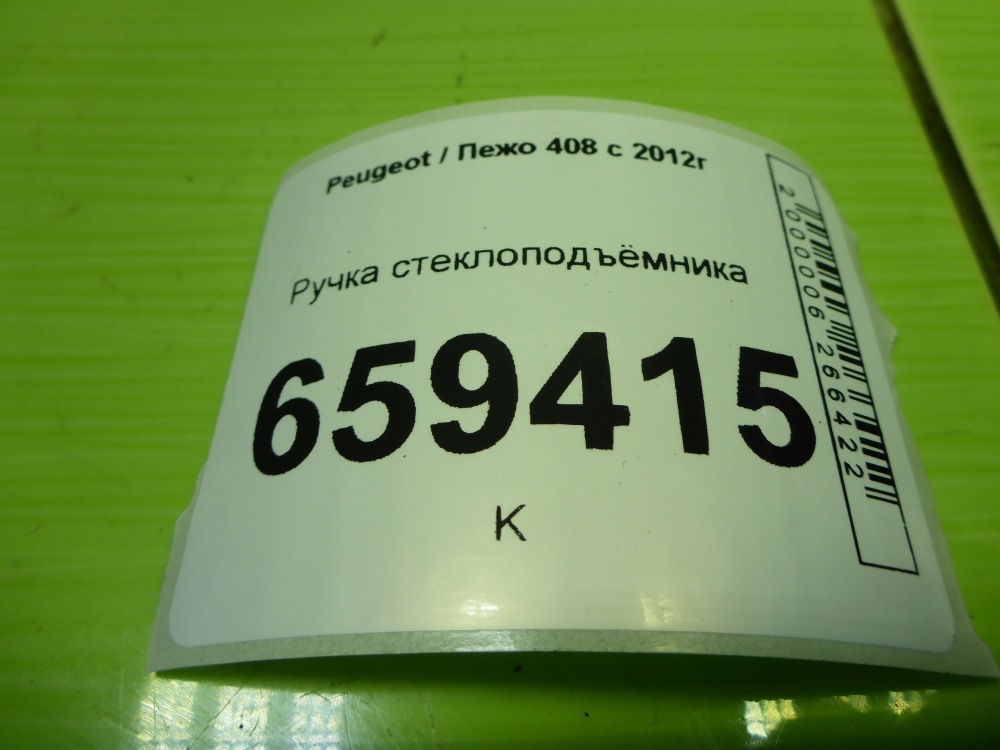 Peugeot / Пежо 408 с 2012г
Ручка стеклоподъёмника
659415
К
2000006266422